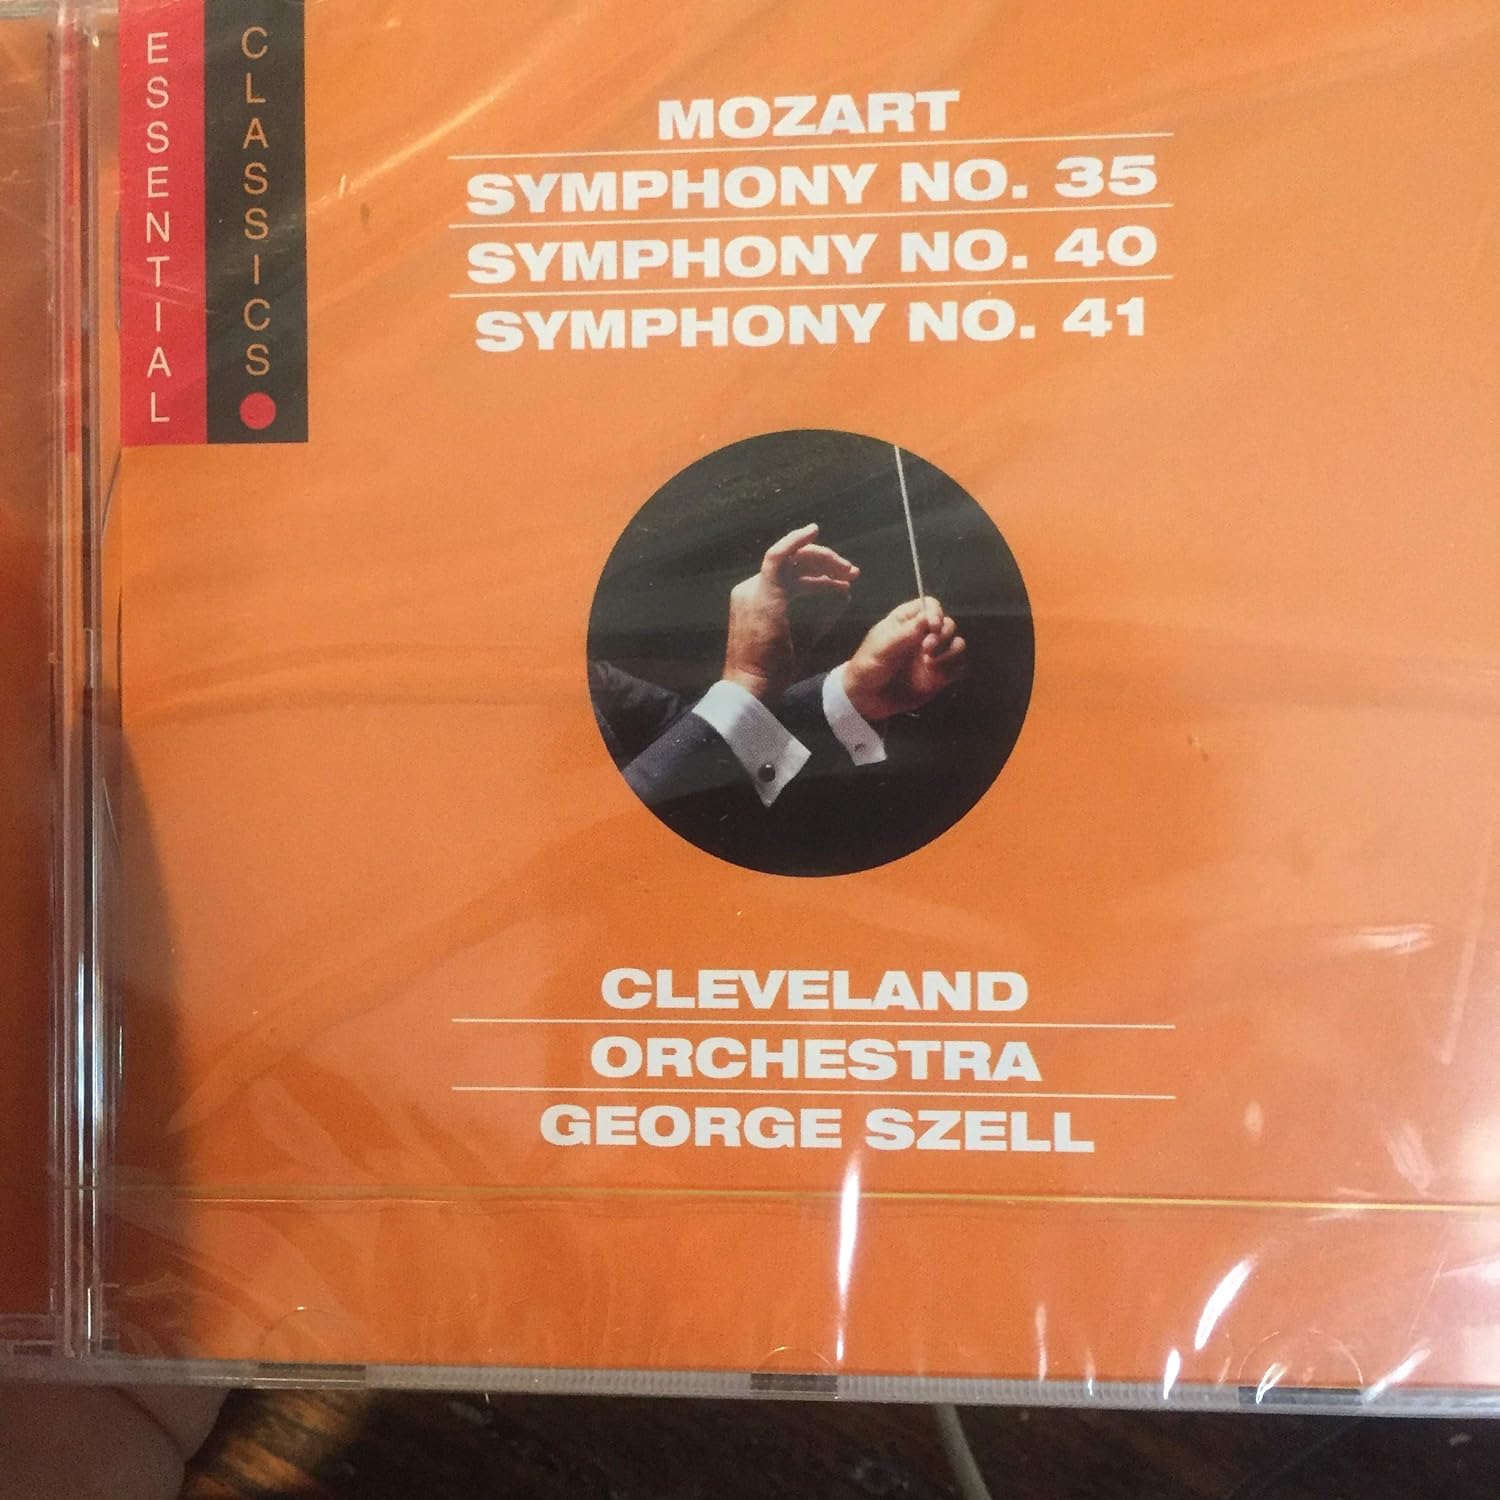 ESSENTIAL
CLASSICS
MOZART
SYMPHONY NO. 35
SYMPHONY NO. 40
SYMPHONY NO. 41
CLEVELAND
ORCHESTRA
GEORGE SZELL